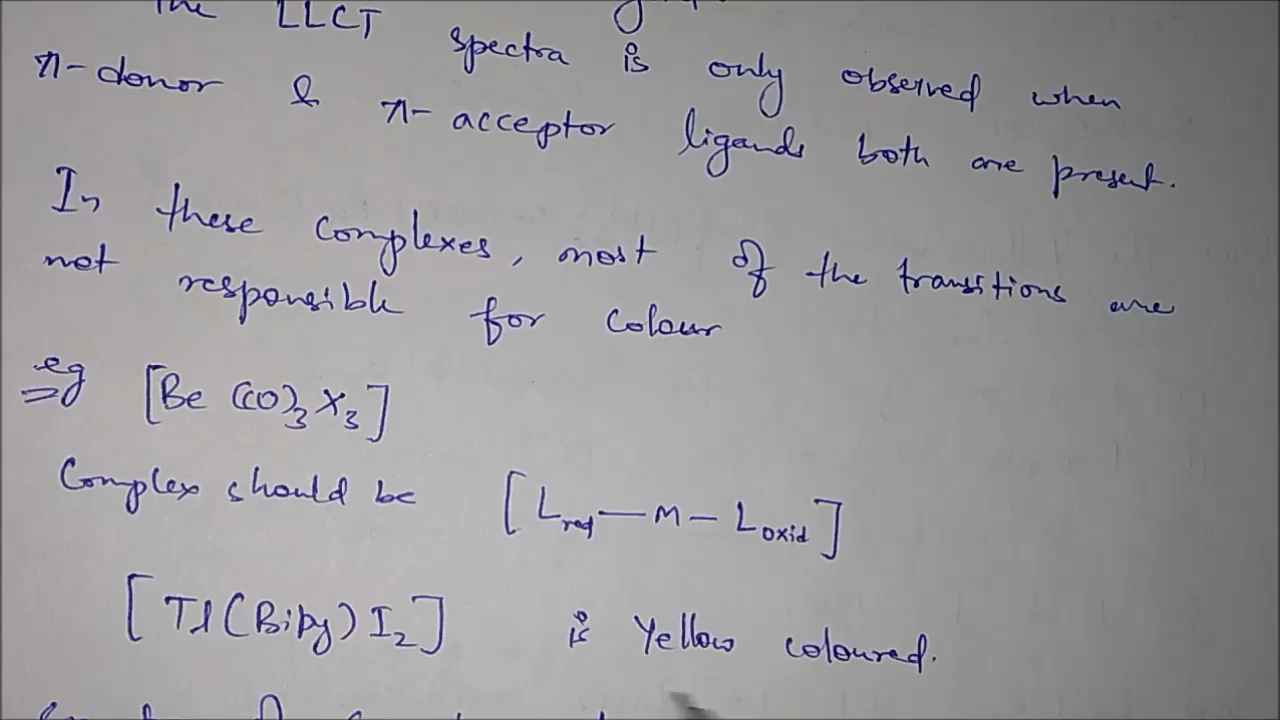 The LLCT spectra is only observed when
π-donor & π-acceptor ligands both are present.
In these complexes, most of the transitions are
not responsible for colour
eg [Be (CO)3 X3]
Complex should be [Lred — M — Loxid]
[Tl(Bipy) I2] is Yellow coloured.